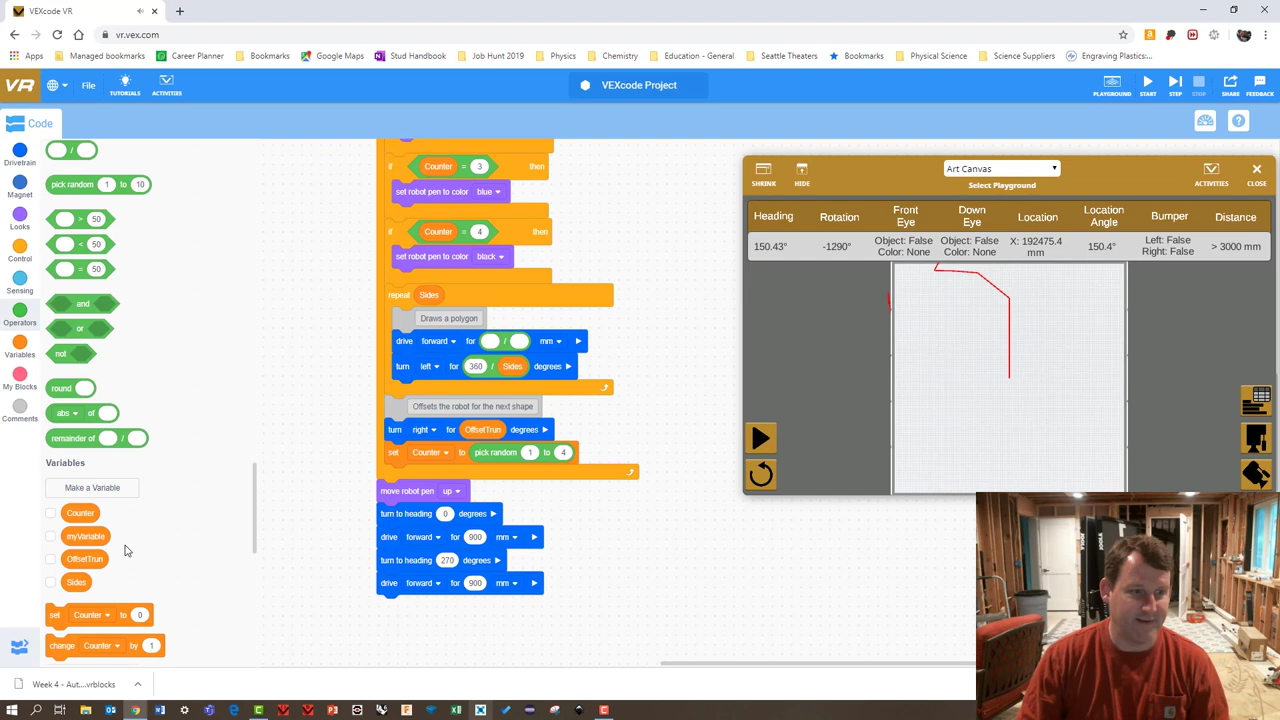 VEXcode VR
vr.vex.com
Apps Managed bookmarks Career Planner Bookmarks Google Maps Stud Handbook Job Hunt 2019 Physics Chemistry Education - General Seattle Theaters Bookmarks Physical Science Science Suppliers Engraving Plastics:...
VR File TUTORIALS ACTIVITIES VEXcode Project PLAYGROUND START STEP STOP SHARE FEEDBACK
Code
Drivetrain
Magnet
Looks
Control
Sensing
Operators
Variables
My Blocks
Comments
/
pick random 1 to 10
> 50
< 50
= 50
and
or
not
round
abs of
remainder of /
Variables
Make a Variable
Counter
myVariable
OffsetTrun
Sides
set Counter to 0
change Counter by 1
if Counter = 3 then
set robot pen to color blue
if Counter = 4 then
set robot pen to color black
repeat Sides
Draws a polygon
drive forward for / mm
turn left for 360 / Sides degrees
Offsets the robot for the next shape
turn right for OffsetTrun degrees
set Counter to pick random 1 to 4
move robot pen up
turn to heading 0 degrees
drive forward for 900 mm
turn to heading 270 degrees
drive forward for 900 mm
SHRINK HIDE Art Canvas ACTIVITIES CLOSE
Select Playground
Heading Rotation Front Eye Down Eye Location Location Angle Bumper Distance
150.43° -1290° Object: False Color: None Object: False Color: None X: 192475.4 mm 150.4° Left: False Right: False > 3000 mm
Week 4 - Aut....vrblocks